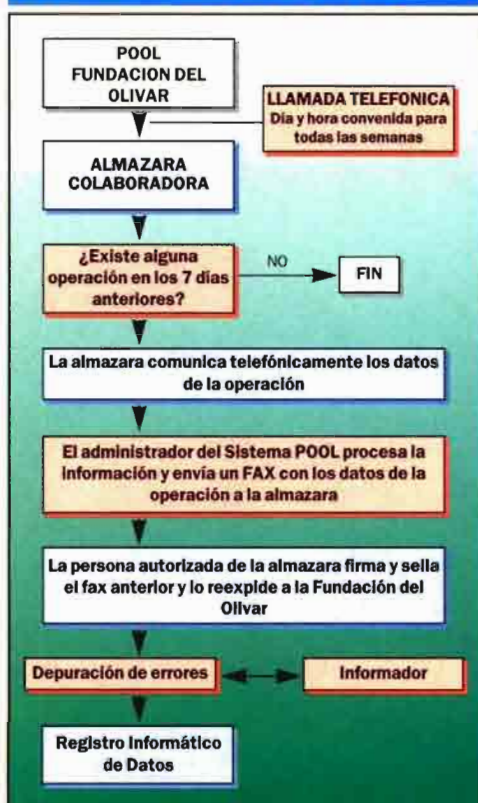 POOL
FUNDACION DEL
OLIVAR
LLAMADA TELEFONICA
Día y hora convenida para
todas las semanas
ALMAZARA
COLABORADORA
¿Existe alguna
operación en los 7 días
anteriores?
NO
FIN
La almazara comunica telefónicamente los datos
de la operación
El administrador del Sistema POOL procesa la
información y envía un FAX con los datos de la
operación a la almazara
La persona autorizada de la almazara firma y sella
el fax anterior y lo reexpide a la Fundación del
Olivar
Depuración de errores
Informador
Registro Informático
de Datos